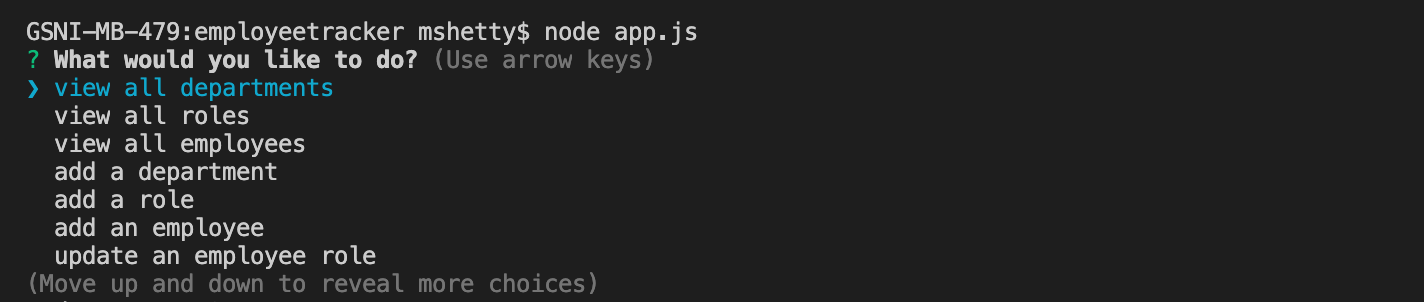 GSNI-MB-479:employeetracker mshetty$ node app.js
? What would you like to do? (Use arrow keys)
❯ view all departments
view all roles
view all employees
add a department
add a role
add an employee
update an employee role
(Move up and down to reveal more choices)